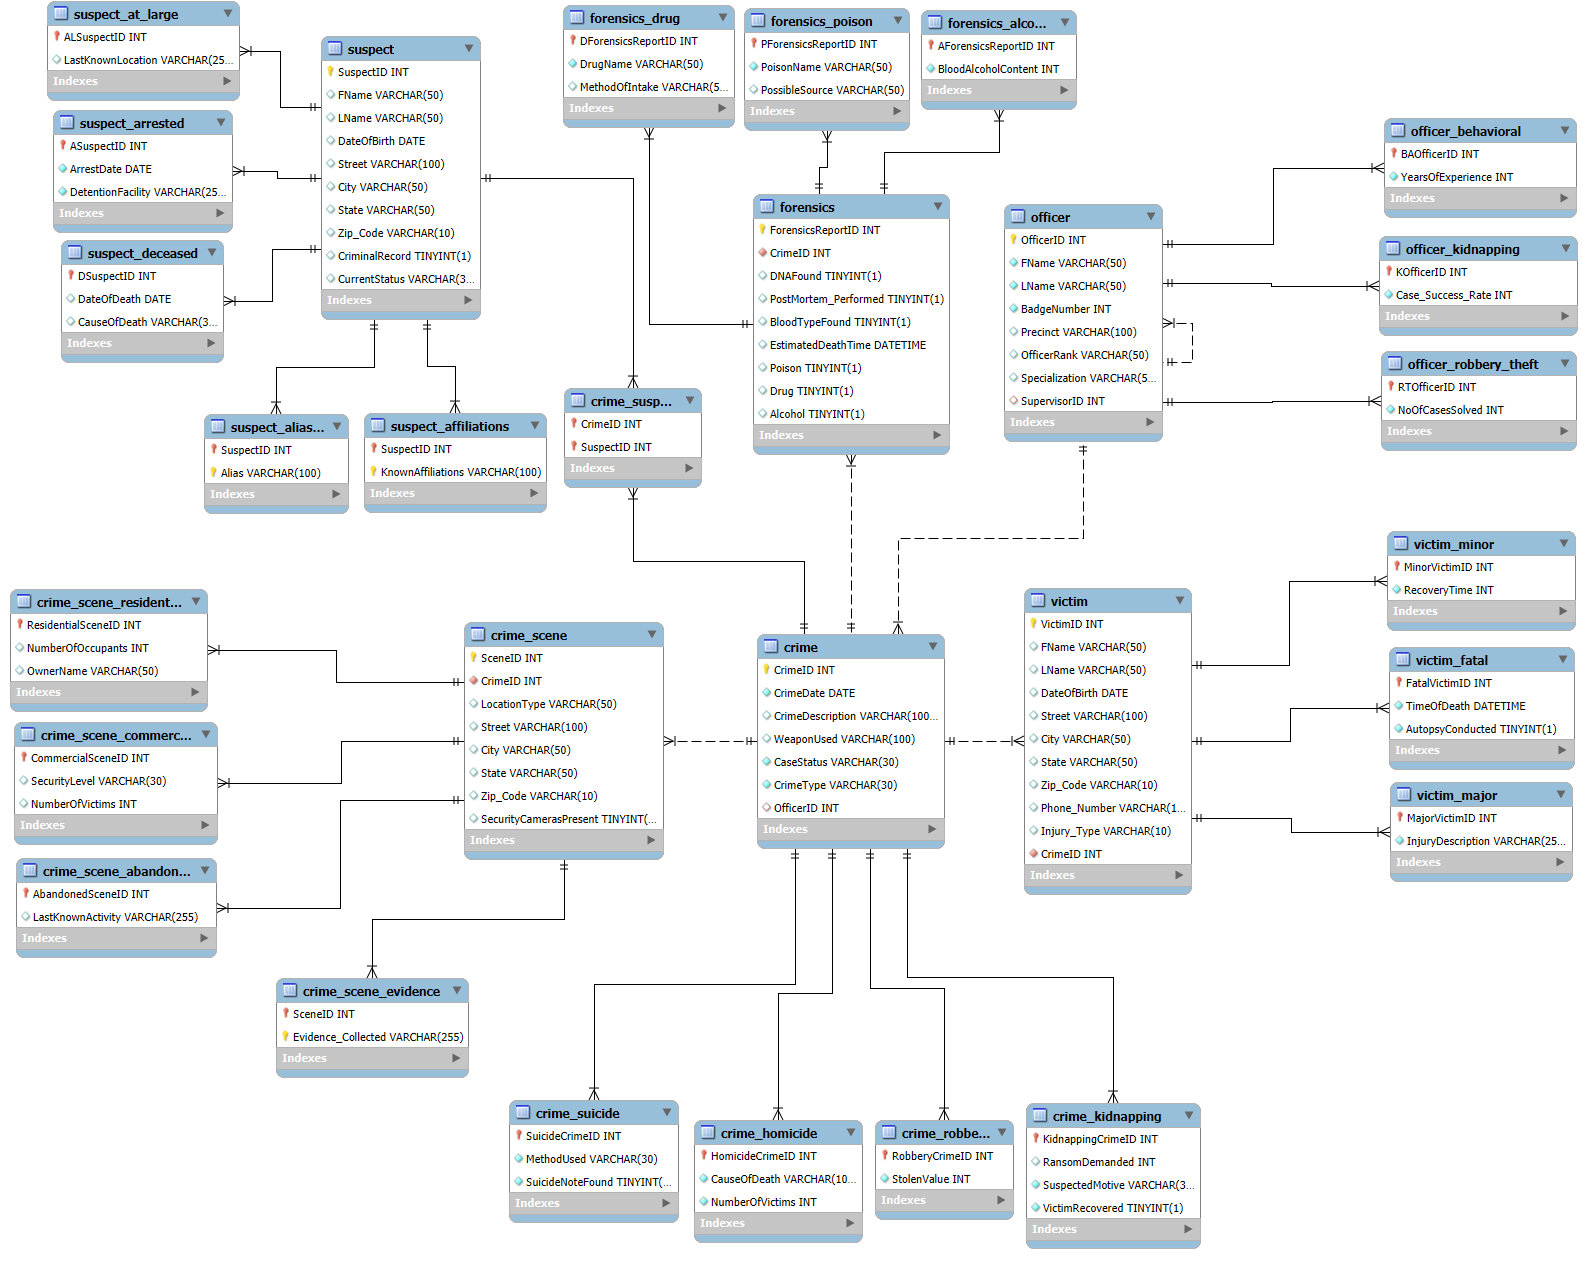 suspect_at_large
ALSuspectID INT
LastKnownLocation VARCHAR(25...
Indexes
suspect_arrested
ASuspectID INT
ArrestDate DATE
DetentionFacility VARCHAR(25...
Indexes
suspect_deceased
DSuspectID INT
DateOfDeath DATE
CauseOfDeath VARCHAR(3...
Indexes
suspect
SuspectID INT
FName VARCHAR(50)
LName VARCHAR(50)
DateOfBirth DATE
Street VARCHAR(100)
City VARCHAR(50)
State VARCHAR(50)
Zip_Code VARCHAR(10)
CriminalRecord TINYINT(1)
CurrentStatus VARCHAR(3...
Indexes
suspect_alias...
SuspectID INT
Alias VARCHAR(100)
Indexes
suspect_affiliations
SuspectID INT
KnownAffiliations VARCHAR(100)
Indexes
crime_susp...
CrimeID INT
SuspectID INT
Indexes
forensics_drug
DForensicsReportID INT
DrugName VARCHAR(50)
MethodOfIntake VARCHAR(5...
Indexes
forensics_poison
PForensicsReportID INT
PoisonName VARCHAR(50)
PossibleSource VARCHAR(50)
Indexes
forensics_alco...
AForensicsReportID INT
BloodAlcoholContent INT
Indexes
forensics
ForensicsReportID INT
CrimeID INT
DNAFound TINYINT(1)
PostMortem_Performed TINYINT(1)
BloodTypeFound TINYINT(1)
EstimatedDeathTime DATETIME
Poison TINYINT(1)
Drug TINYINT(1)
Alcohol TINYINT(1)
Indexes
officer
OfficerID INT
FName VARCHAR(50)
LName VARCHAR(50)
BadgeNumber INT
Precinct VARCHAR(100)
OfficerRank VARCHAR(50)
Specialization VARCHAR(5...
SupervisorID INT
Indexes
officer_behavioral
BAOfficerID INT
YearsOfExperience INT
Indexes
officer_kidnapping
KOfficerID INT
Case_Success_Rate INT
Indexes
officer_robbery_theft
RTOfficerID INT
NoOfCasesSolved INT
Indexes
crime_scene_resident...
ResidentialSceneID INT
NumberOfOccupants INT
OwnerName VARCHAR(50)
Indexes
crime_scene_commerc...
CommercialSceneID INT
SecurityLevel VARCHAR(30)
NumberOfVictims INT
Indexes
crime_scene_abandon...
AbandonedSceneID INT
LastKnownActivity VARCHAR(255)
Indexes
crime_scene
SceneID INT
CrimeID INT
LocationType VARCHAR(50)
Street VARCHAR(100)
City VARCHAR(50)
State VARCHAR(50)
Zip_Code VARCHAR(10)
SecurityCamerasPresent TINYINT(...
Indexes
crime_scene_evidence
SceneID INT
Evidence_Collected VARCHAR(255)
Indexes
crime
CrimeID INT
CrimeDate DATE
CrimeDescription VARCHAR(100...
WeaponUsed VARCHAR(100)
CaseStatus VARCHAR(30)
CrimeType VARCHAR(30)
OfficerID INT
Indexes
victim
VictimID INT
FName VARCHAR(50)
LName VARCHAR(50)
DateOfBirth DATE
Street VARCHAR(100)
City VARCHAR(50)
State VARCHAR(50)
Zip_Code VARCHAR(10)
Phone_Number VARCHAR(1...
Injury_Type VARCHAR(10)
CrimeID INT
Indexes
victim_minor
MinorVictimID INT
RecoveryTime INT
Indexes
victim_fatal
FatalVictimID INT
TimeOfDeath DATETIME
AutopsyConducted TINYINT(1)
Indexes
victim_major
MajorVictimID INT
InjuryDescription VARCHAR(25...
Indexes
crime_suicide
SuicideCrimeID INT
MethodUsed VARCHAR(30)
SuicideNoteFound TINYINT(...
Indexes
crime_homicide
HomicideCrimeID INT
CauseOfDeath VARCHAR(10...
NumberOfVictims INT
Indexes
crime_robbe...
RobberyCrimeID INT
StolenValue INT
Indexes
crime_kidnapping
KidnappingCrimeID INT
RansomDemanded INT
SuspectedMotive VARCHAR(3...
VictimRecovered TINYINT(1)
Indexes